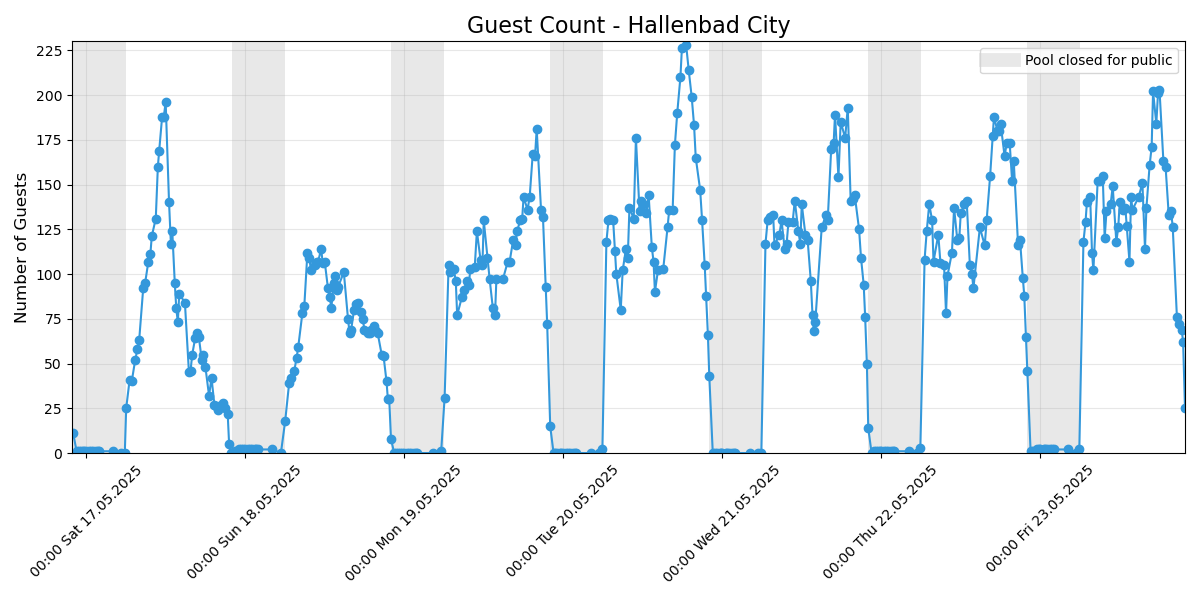 Guest Count - Hallenbad City
Pool closed for public
Number of Guests
225
200
175
150
125
100
75
50
25
0
00:00 Sat 17.05.2025
00:00 Sun 18.05.2025
00:00 Mon 19.05.2025
00:00 Tue 20.05.2025
00:00 Wed 21.05.2025
00:00 Thu 22.05.2025
00:00 Fri 23.05.2025